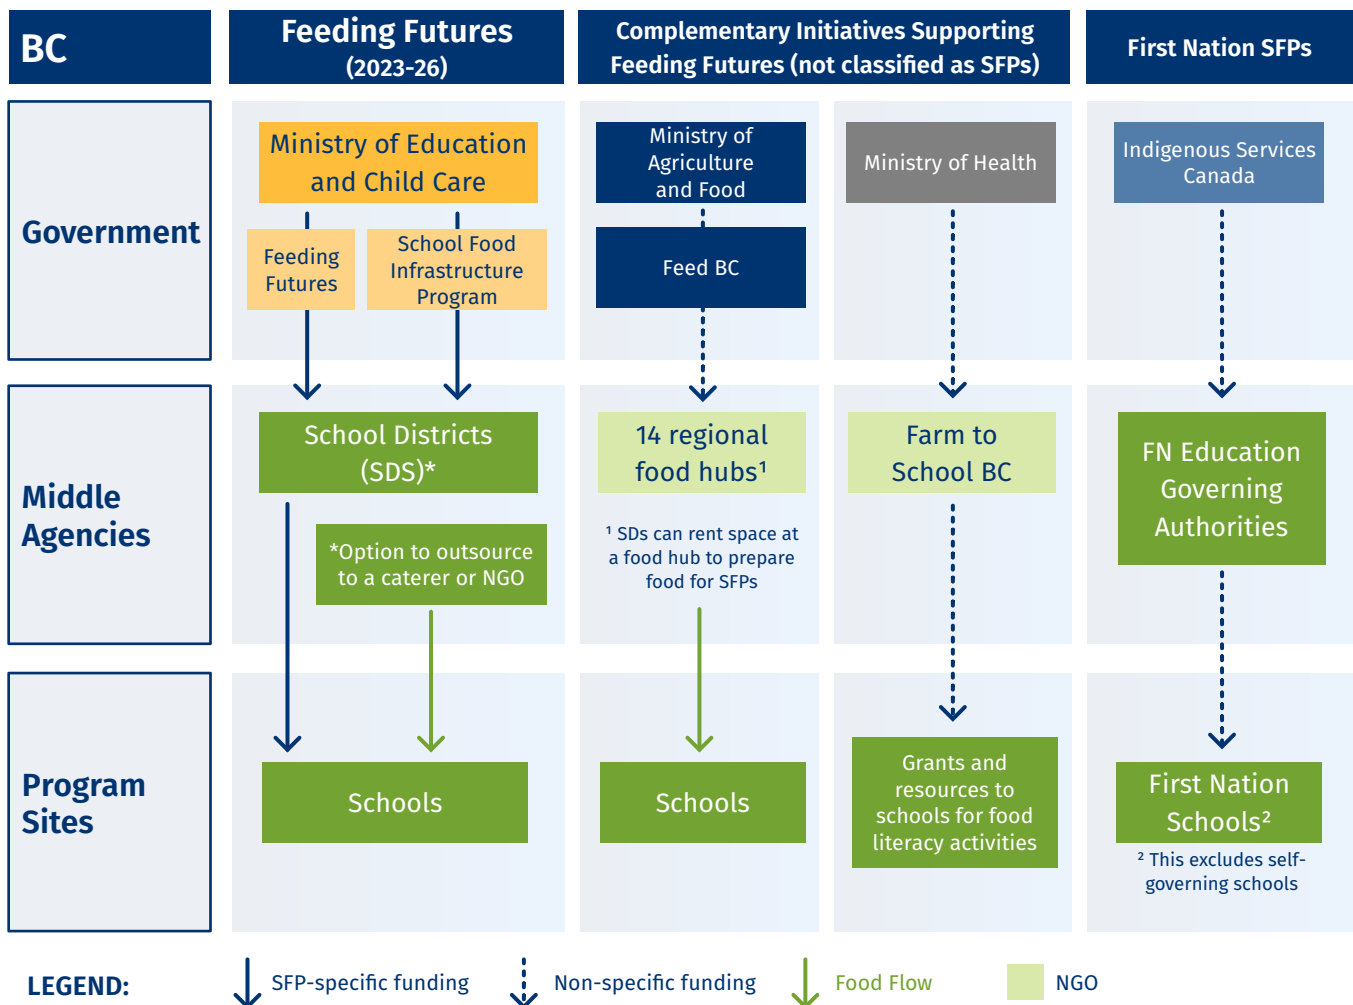 BC
Feeding Futures
(2023-26)
Complementary Initiatives Supporting
Feeding Futures (not classified as SFPs)
First Nation SFPs
Government
Ministry of Education
and Child Care
Feeding
Futures
School Food
Infrastructure
Program
Ministry of
Agriculture
and Food
Feed BC
Ministry of Health
Indigenous Services
Canada
Middle
Agencies
School Districts
(SDS)*
*Option to outsource
to a caterer or NGO
14 regional
food hubs¹
¹ SDs can rent space at
a food hub to prepare
food for SFPs
Farm to
School BC
FN Education
Governing
Authorities
Program
Sites
Schools
Schools
Grants and
resources to
schools for food
literacy activities
First Nation
Schools²
² This excludes self-
governing schools
LEGEND:
SFP-specific funding
Non-specific funding
Food Flow
NGO